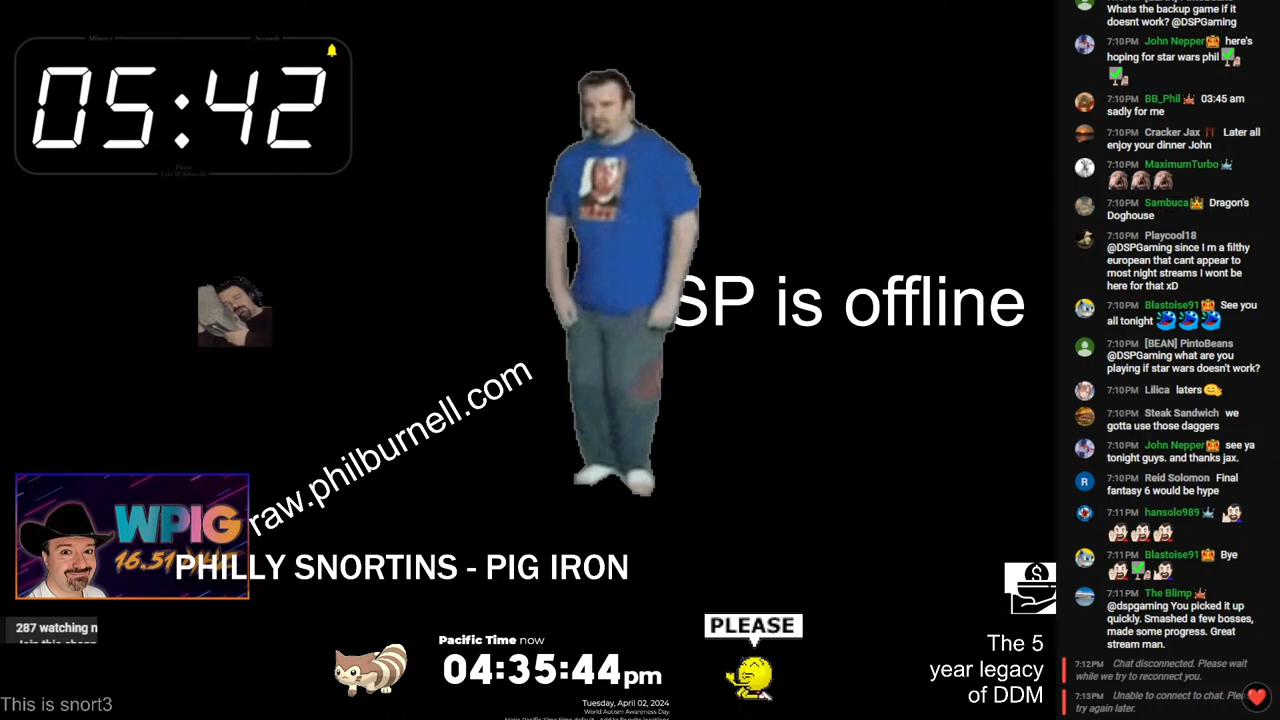 Minutes
Seconds
05:42
SP is offline
raw.philburnell.com
WPIG
16.51
PHILLY SNORTINS - PIG IRON
287 watching n
This is snort3
Pacific Time now
04:35:44pm
Tuesday, April 02, 2024
World Autism Awareness Day
PLEASE
The 5
year legacy
of DDM
Whats the backup game if it
doesnt work? @DSPGaming
7:10PM John Nepper here's
hoping for star wars phil
7:10PM BB_Phil 03:45 am
sadly for me
7:10PM Cracker Jax Later all
enjoy your dinner John
7:10PM MaximumTurbo
7:10PM Sambuca Dragon's
Doghouse
7:10PM Playcool18
@DSPGaming since I m a filthy
european that cant appear to
most night streams I wont be
here for that xD
7:10PM Blastoise91 See you
all tonight
7:10PM [BEAN] PintoBeans
@DSPGaming what are you
playing if star wars doesn't work?
7:10PM Lilica laters
7:10PM Steak Sandwich we
gotta use those daggers
7:10PM John Nepper see ya
tonight guys. and thanks jax.
7:10PM Reid Solomon Final
fantasy 6 would be hype
7:11PM hansolo989
7:11PM Blastoise91 Bye
7:11PM The Blimp
@dspgaming You picked it up
quickly. Smashed a few bosses,
made some progress. Great
stream man.
7:12PM Chat disconnected. Please wait
while we try to reconnect you.
7:13PM Unable to connect to chat. Ple
try again later.